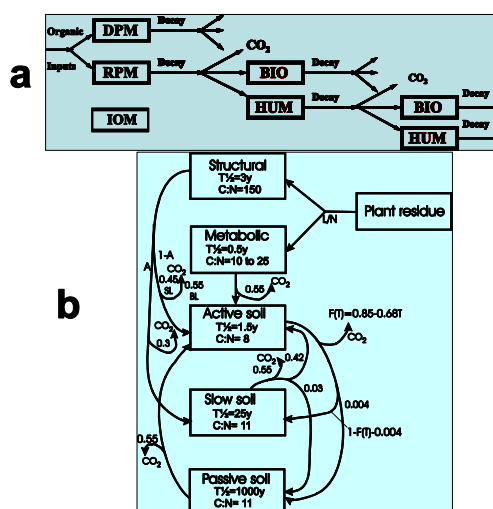 a
Organic
Inputs
DPM
Decay
RPM
Decay
IOM
CO2
BIO
Decay
HUM
Decay
CO2
BIO
Decay
HUM
Decay
b
Structural
T½=3y
C:N=150
Plant residue
L/N
Metabolic
T½=0.5y
C:N=10 to 25
A
1-A
CO2
0.45
SL
0.55
BL
0.55
CO2
CO2
0.3
Active soil
T½=1.5y
C:N= 8
F(T)=0.85-0.68T
CO2
CO2
0.55
0.42
0.03
0.004
1-F(T)-0.004
Slow soil
T½=25y
C:N= 11
0.55
CO2
Passive soil
T½=1000y
C:N= 11